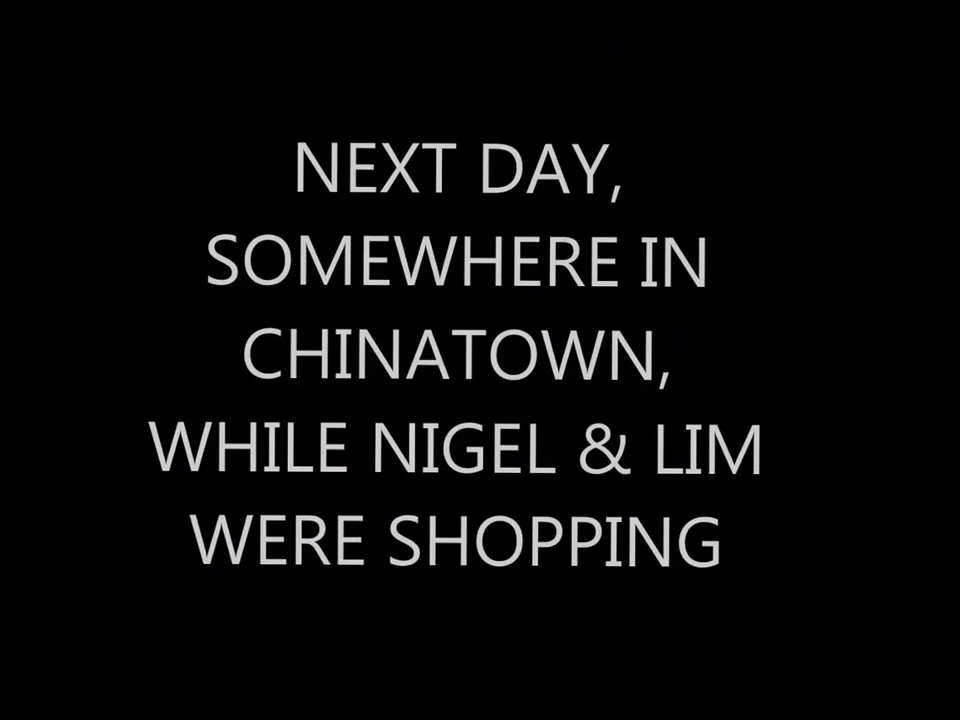 NEXT DAY,
SOMEWHERE IN
CHINATOWN,
WHILE NIGEL & LIM
WERE SHOPPING